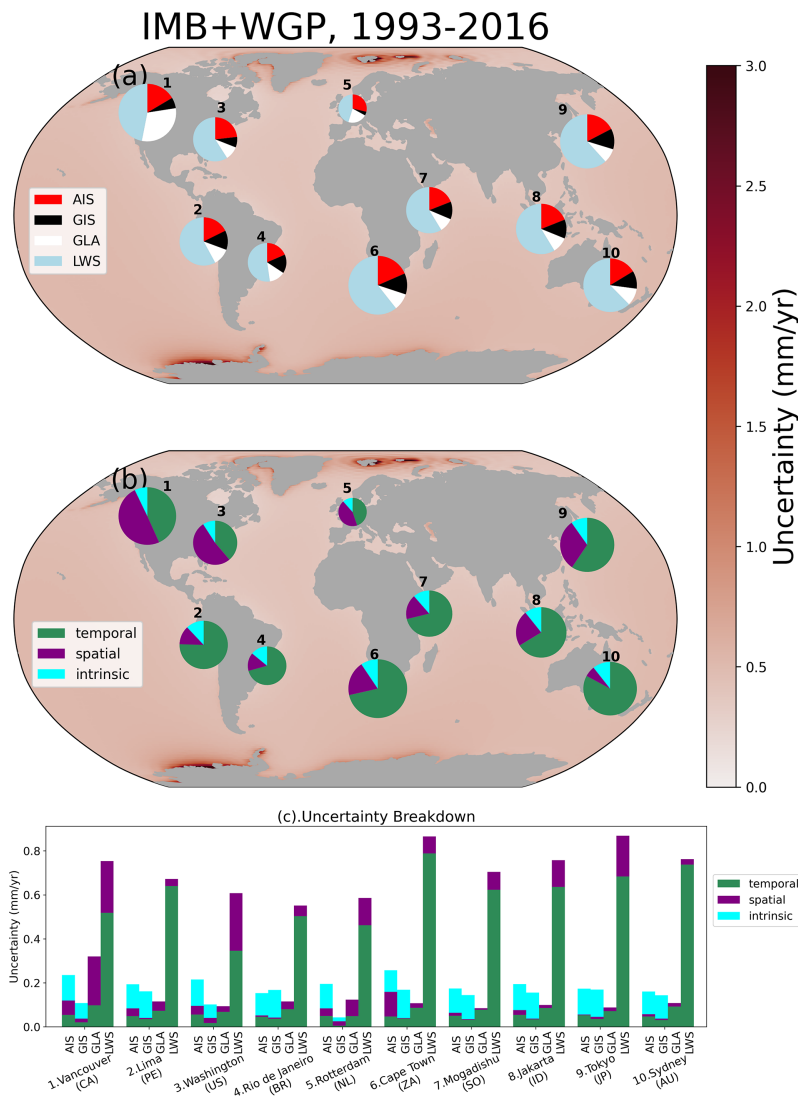 IMB+WGP, 1993-2016
(a)
1
3
5
9
7
2
8
4
6
10
AIS
GIS
GLA
LWS
3.0
2.5
2.0
1.5
1.0
0.5
0.0
Uncertainty (mm/yr)
(b)
1
3
5
9
7
2
8
4
6
10
temporal
spatial
intrinsic
(c).Uncertainty Breakdown
Uncertainty (mm/yr)
0.8
0.6
0.4
0.2
0.0
temporal
spatial
intrinsic
AIS GIS GLA LWS AIS GIS GLA LWS AIS GIS GLA LWS AIS GIS GLA LWS AIS GIS GLA LWS AIS GIS GLA LWS AIS GIS GLA LWS AIS GIS GLA LWS AIS GIS GLA LWS AIS GIS GLA LWS
1.Vancouver
(CA)
2.Lima
(PE)
3.Washington
(US)
4.Rio de Janeiro
(BR)
5.Rotterdam
(NL)
6.Cape Town
(ZA)
7.Mogadishu
(SO)
8.Jakarta
(ID)
9.Tokyo
(JP)
10.Sydney
(AU)